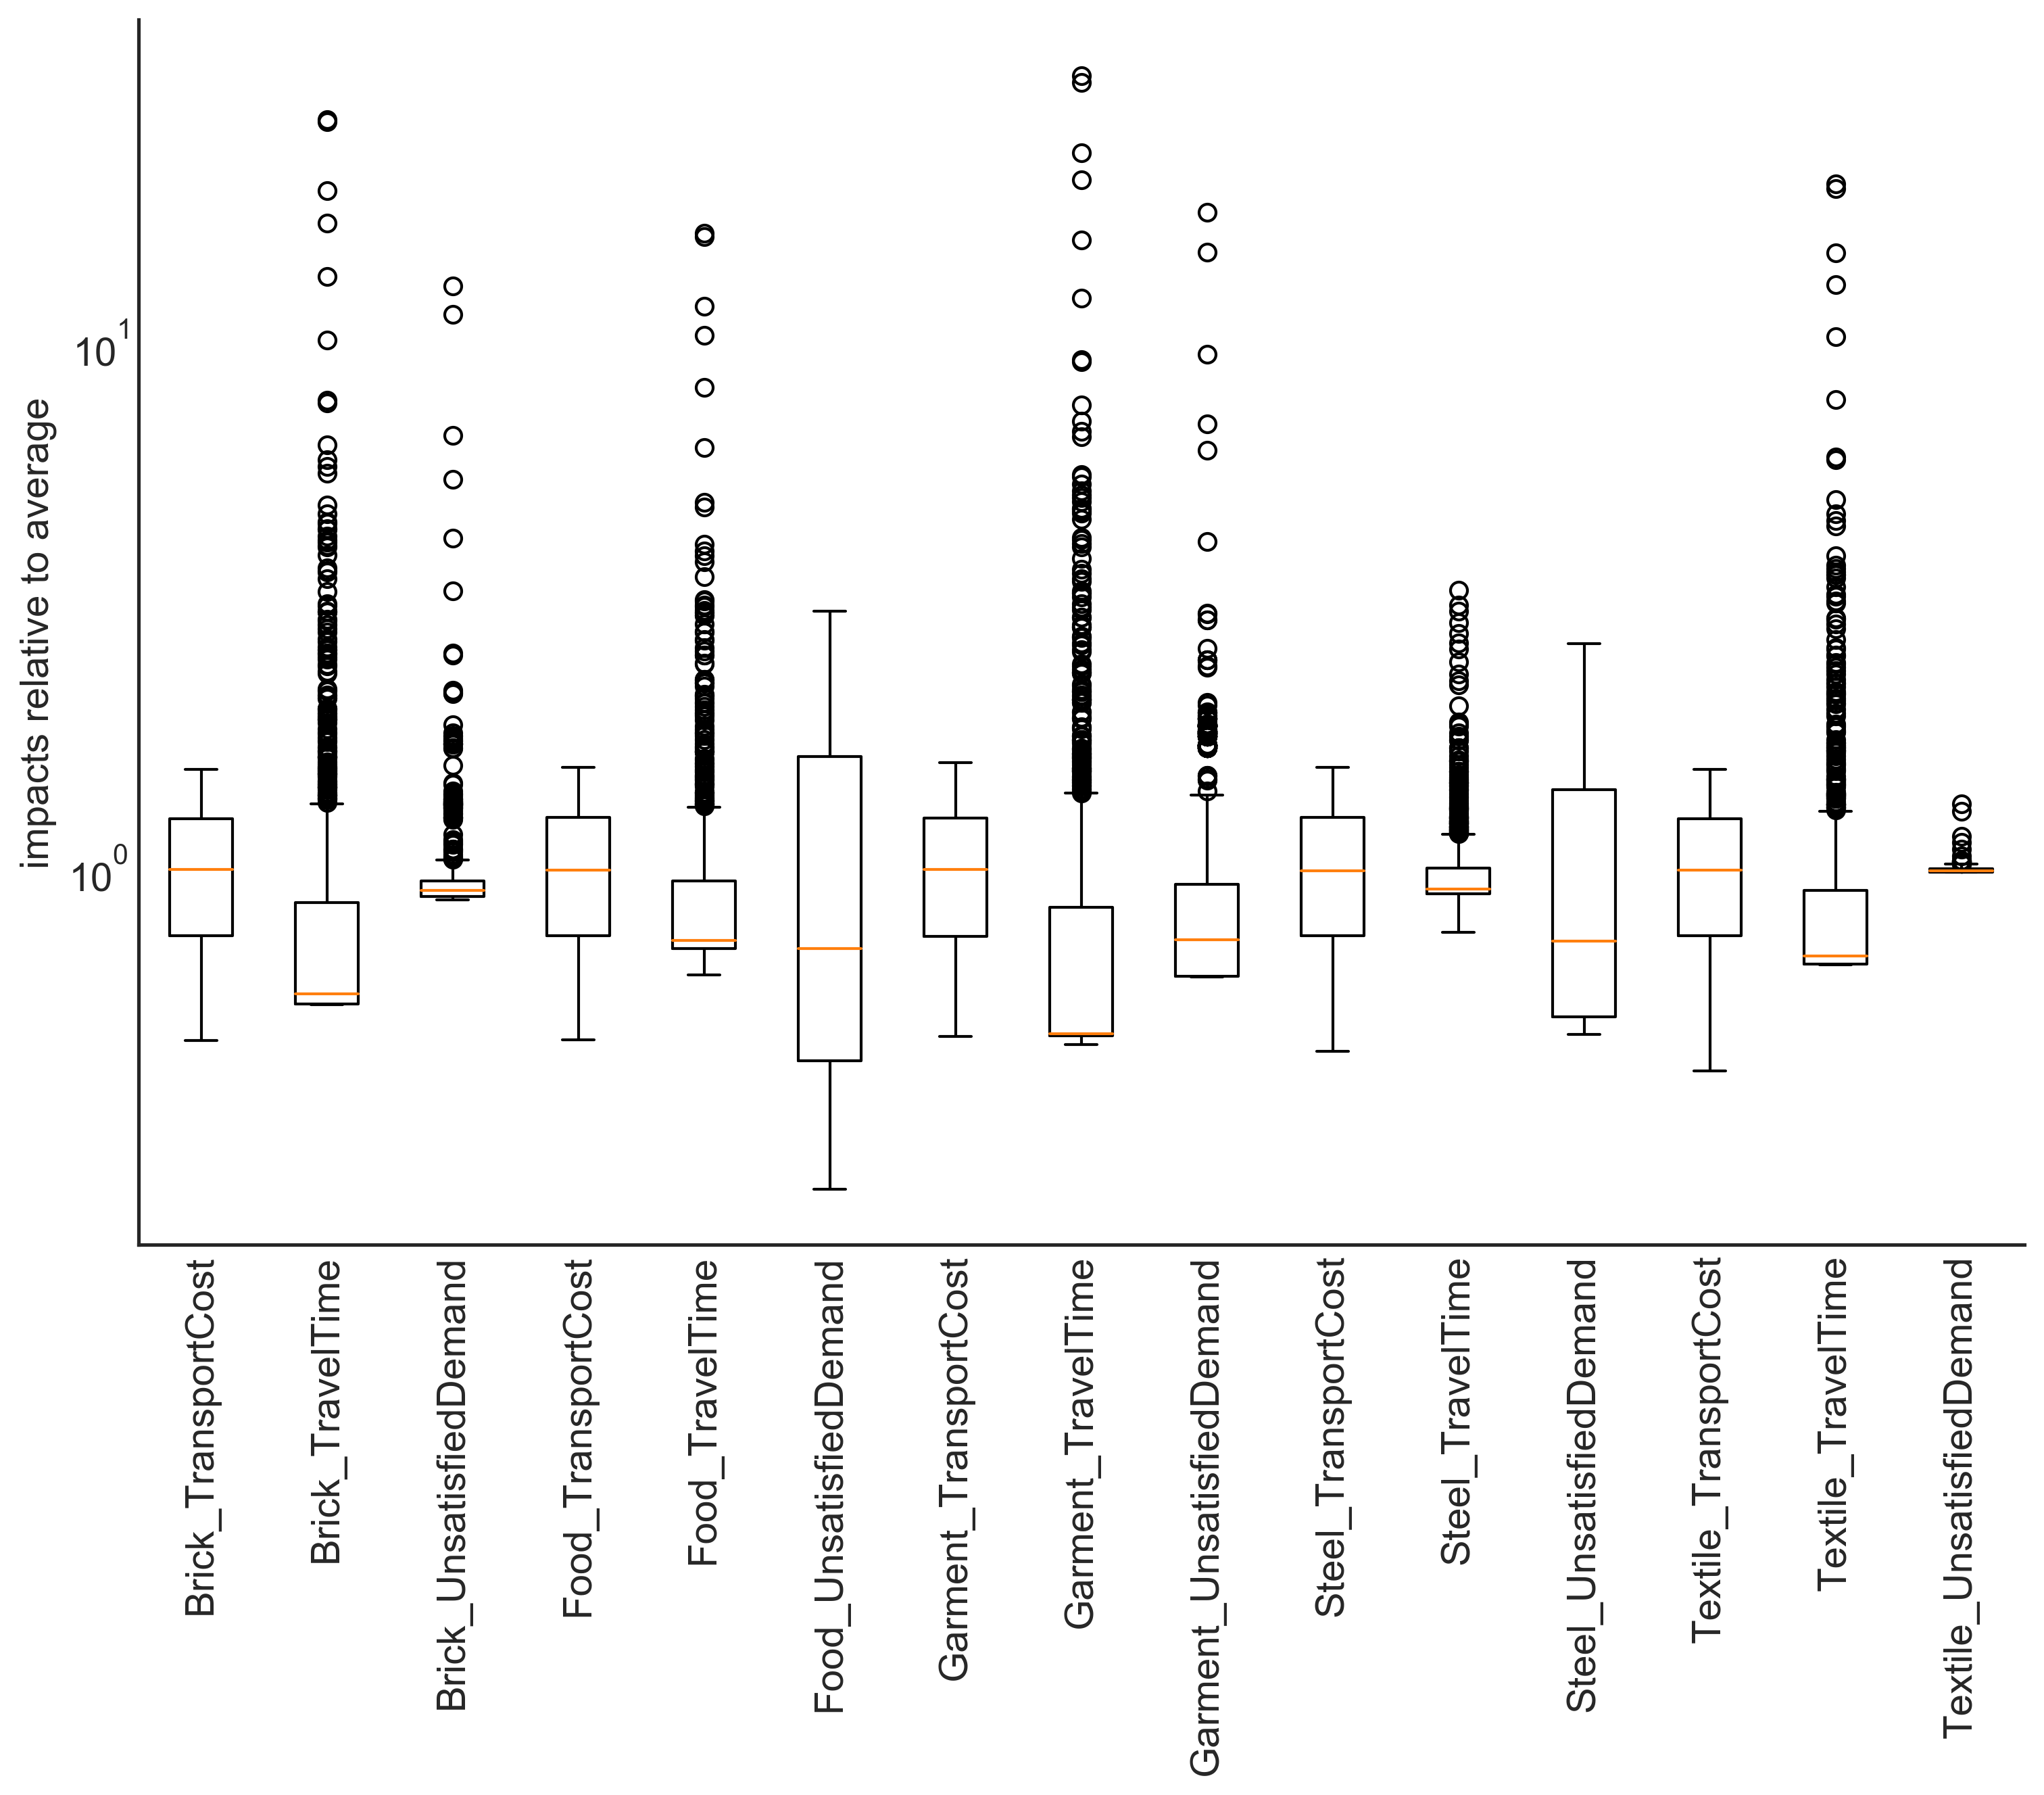 impacts relative to average
10^1
10^0
Brick_TransportCost
Brick_TravelTime
Brick_UnsatisfiedDemand
Food_TransportCost
Food_TravelTime
Food_UnsatisfiedDemand
Garment_TransportCost
Garment_TravelTime
Garment_UnsatisfiedDemand
Steel_TransportCost
Steel_TravelTime
Steel_UnsatisfiedDemand
Textile_TransportCost
Textile_TravelTime
Textile_UnsatisfiedDemand